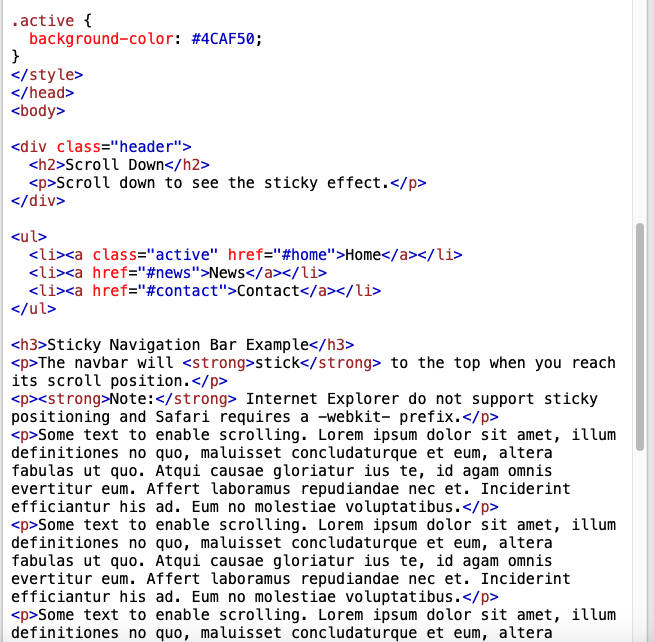 .active {
  background-color: #4CAF50;
}
</style>
</head>
<body>

<div class="header">
  <h2>Scroll Down</h2>
  <p>Scroll down to see the sticky effect.</p>
</div>

<ul>
  <li><a class="active" href="#home">Home</a></li>
  <li><a href="#news">News</a></li>
  <li><a href="#contact">Contact</a></li>
</ul>

<h3>Sticky Navigation Bar Example</h3>
<p>The navbar will <strong>stick</strong> to the top when you reach
its scroll position.</p>
<p><strong>Note:</strong> Internet Explorer do not support sticky
positioning and Safari requires a -webkit- prefix.</p>
<p>Some text to enable scrolling. Lorem ipsum dolor sit amet, illum
definitiones no quo, maluisset concludaturque et eum, altera
fabulas ut quo. Atqui causae gloriatur ius te, id agam omnis
evertitur eum. Affert laboramus repudiandae nec et. Inciderint
efficiantur his ad. Eum no molestiae voluptatibus.</p>
<p>Some text to enable scrolling. Lorem ipsum dolor sit amet, illum
definitiones no quo, maluisset concludaturque et eum, altera
fabulas ut quo. Atqui causae gloriatur ius te, id agam omnis
evertitur eum. Affert laboramus repudiandae nec et. Inciderint
efficiantur his ad. Eum no molestiae voluptatibus.</p>
<p>Some text to enable scrolling. Lorem ipsum dolor sit amet, illum
definitiones no quo, maluisset concludaturque et eum, altera